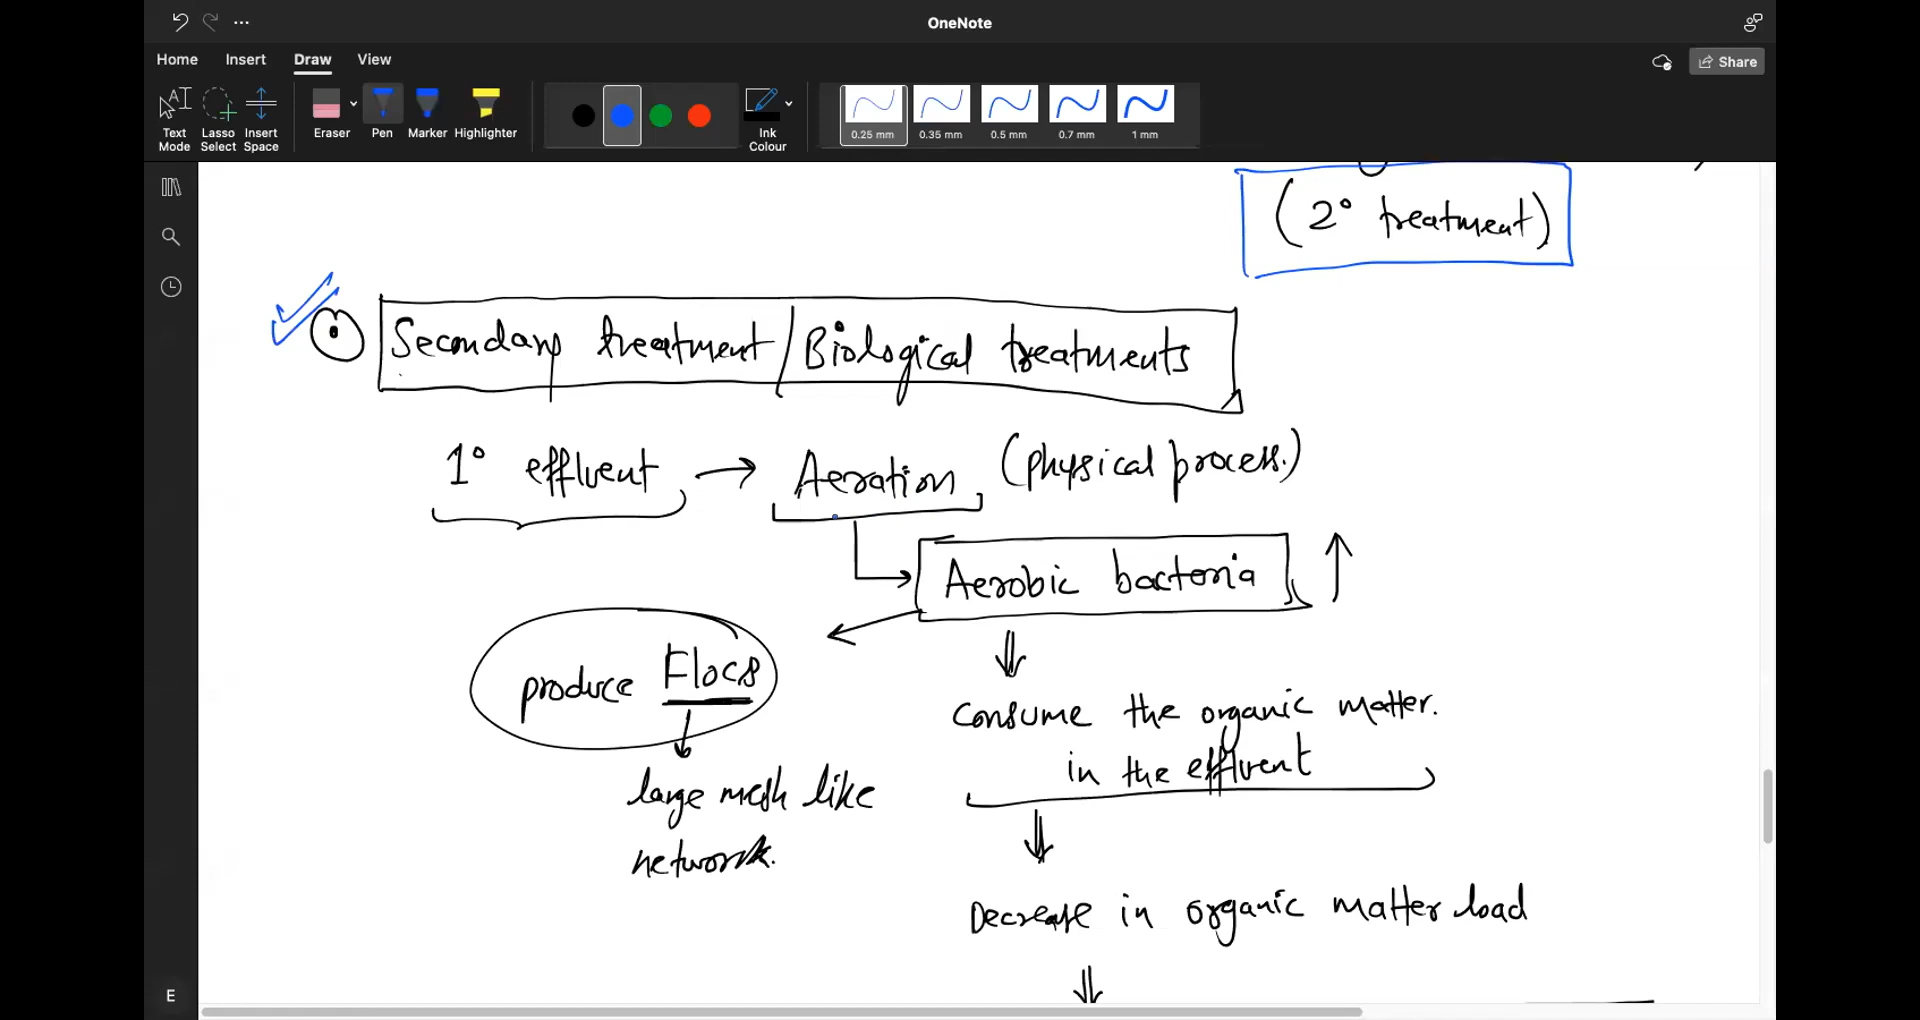 OneNote
Home Insert Draw View
Share
Text Mode
Lasso Select
Insert Space
Eraser
Pen
Marker
Highlighter
Ink Colour
0.25 mm
0.35 mm
0.5 mm
0.7 mm
1 mm
(2° treatment)
Secondary treatment / Biological treatments
1° effluent → Aeration (physical process.)
Aerobic bacteria ↑
produce Flocs
Consume the organic matter.
in the effluent
large mesh like
network.
Decrease in organic matter load
E